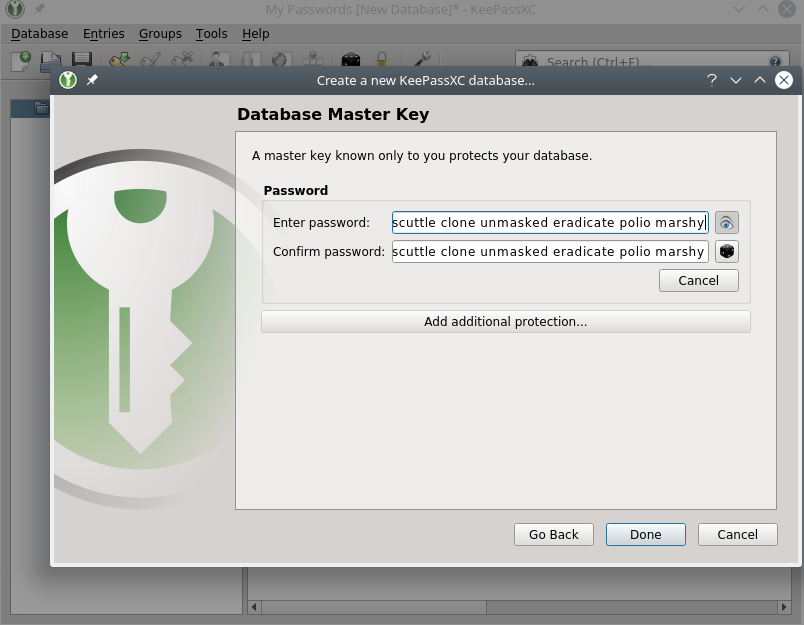 My Passwords [New Database]* - KeePassXC
Database Entries Groups Tools Help
Search (Ctrl+F)...
Create a new KeePassXC database...
Database Master Key
A master key known only to you protects your database.
Password
Enter password: scuttle clone unmasked eradicate polio marshy
Confirm password: scuttle clone unmasked eradicate polio marshy
Cancel
Add additional protection...
Go Back Done Cancel